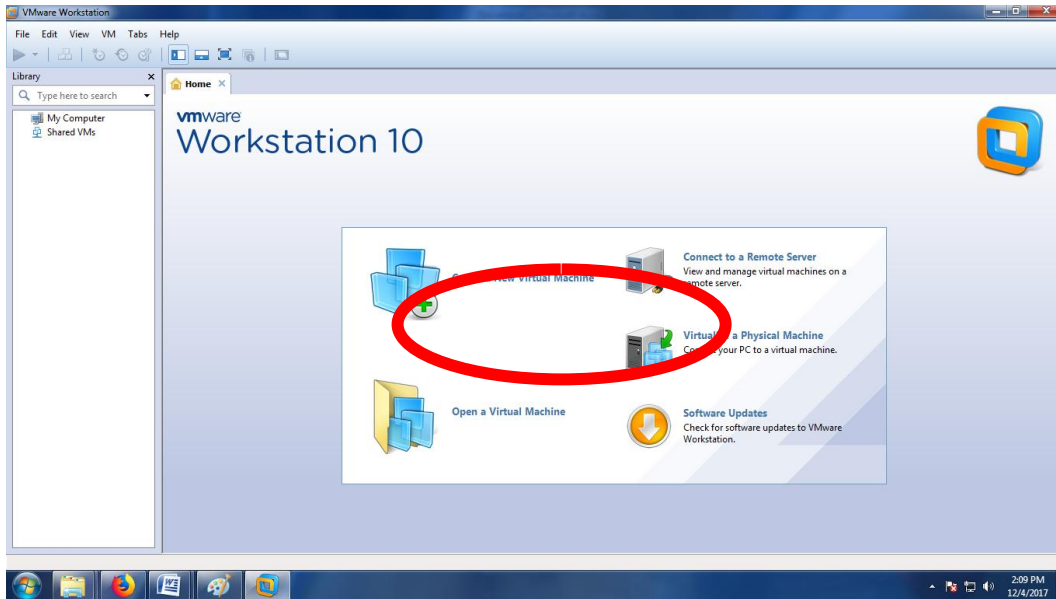 VMware Workstation
File Edit View VM Tabs Help
Library
Type here to search
My Computer
Shared VMs
Home
vmware
Workstation 10
New Virtual Machine
Connect to a Remote Server
View and manage virtual machines on a
remote server.
a Physical Machine
your PC to a virtual machine.
Open a Virtual Machine
Software Updates
Check for software updates to VMware
Workstation.
2:09 PM
12/4/2017